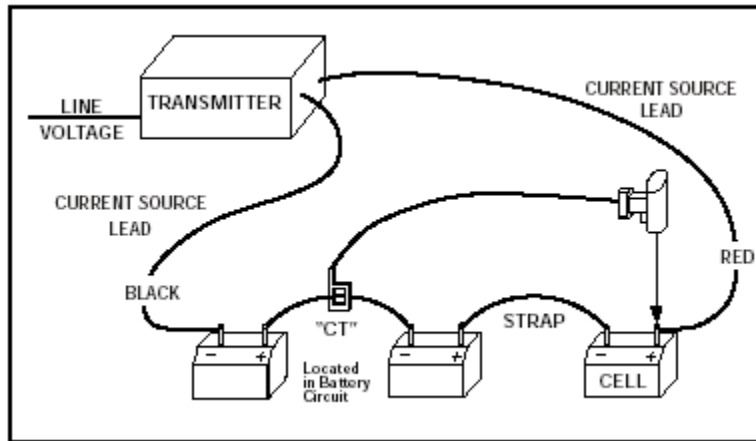 LINE
VOLTAGE
TRANSMITTER
CURRENT SOURCE
LEAD
CURRENT SOURCE
LEAD
BLACK
RED
"CT"
STRAP
Located
in Battery
Circuit
- +
- +
- +
CELL